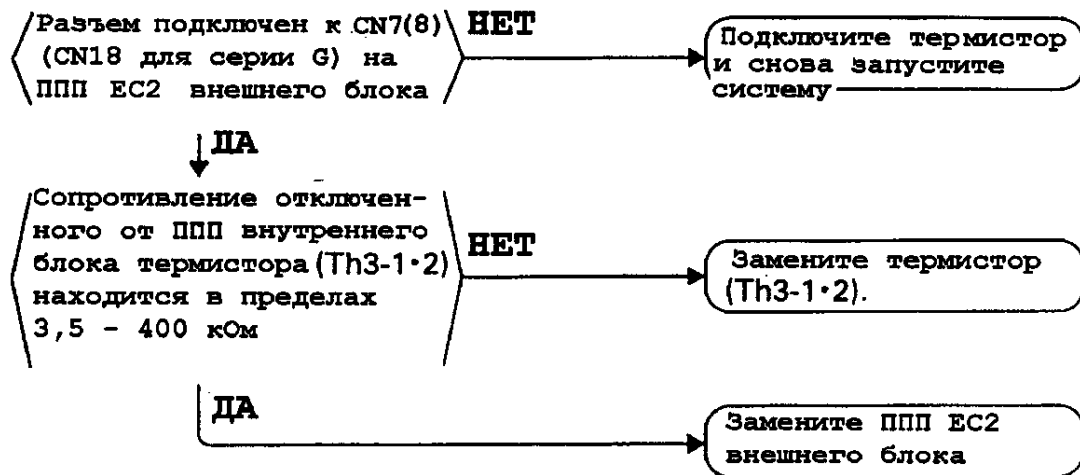 Разъем подключен к CN7(8)
(CN18 для серии G) на
ППП EC2 внешнего блока
НЕТ
Подключите термистор
и снова запустите
систему
ДА
Сопротивление отключен-
ного от ППП внутреннего
блока термистора (Th3-1·2)
находится в пределах
3,5 - 400 кОм
НЕТ
Замените термистор
(Th3-1·2).
ДА
Замените ППП EC2
внешнего блока